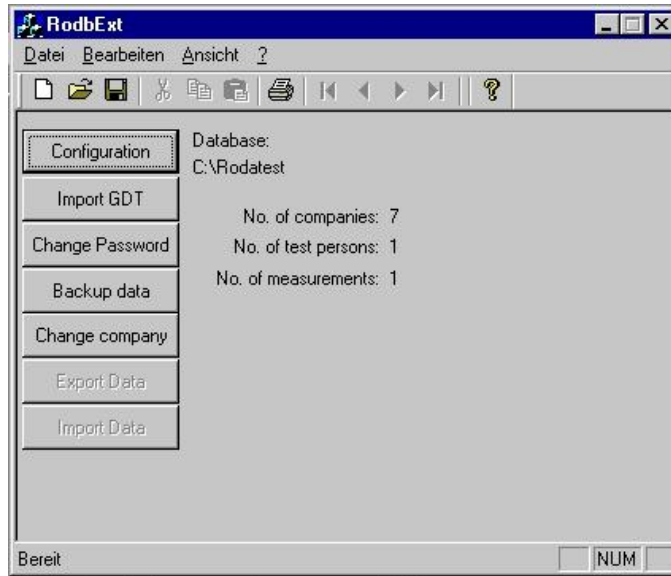 RodbExt
Datei Bearbeiten Ansicht ?
Configuration
Import GDT
Change Password
Backup data
Change company
Export Data
Import Data
Database:
C:\Rodatest
No. of companies: 7
No. of test persons: 1
No. of measurements: 1
Bereit
NUM